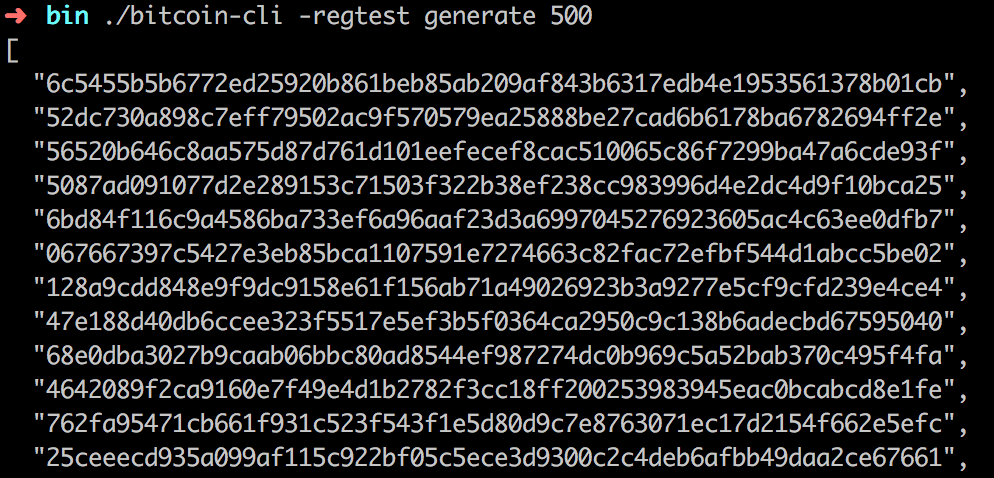 ➜ bin ./bitcoin-cli -regtest generate 500
[
"6c5455b5b6772ed25920b861beb85ab209af843b6317edb4e1953561378b01cb",
"52dc730a898c7eff79502ac9f570579ea25888be27cad6b6178ba6782694ff2e",
"56520b646c8aa575d87d761d101eefecef8cac510065c86f7299ba47a6cde93f",
"5087ad091077d2e289153c71503f322b38ef238cc983996d4e2dc4d9f10bca25",
"6bd84f116c9a4586ba733ef6a96aaf23d3a6997045276923605ac4c63ee0dfb7",
"067667397c5427e3eb85bca1107591e7274663c82fac72efbf544d1abcc5be02",
"128a9cdd848e9f9dc9158e61f156ab71a49026923b3a9277e5cf9cfd239e4ce4",
"47e188d40db6ccee323f5517e5ef3b5f0364ca2950c9c138b6adecbd67595040",
"68e0dba3027b9caab06bbc80ad8544ef987274dc0b969c5a52bab370c495f4fa",
"4642089f2ca9160e7f49e4d1b2782f3cc18ff200253983945eac0bcabcd8e1fe",
"762fa95471cb661f931c523f543f1e5d80d9c7e8763071ec17d2154f662e5efc",
"25ceeecd935a099af115c922bf05c5ece3d9300c2c4deb6afbb49daa2ce67661",